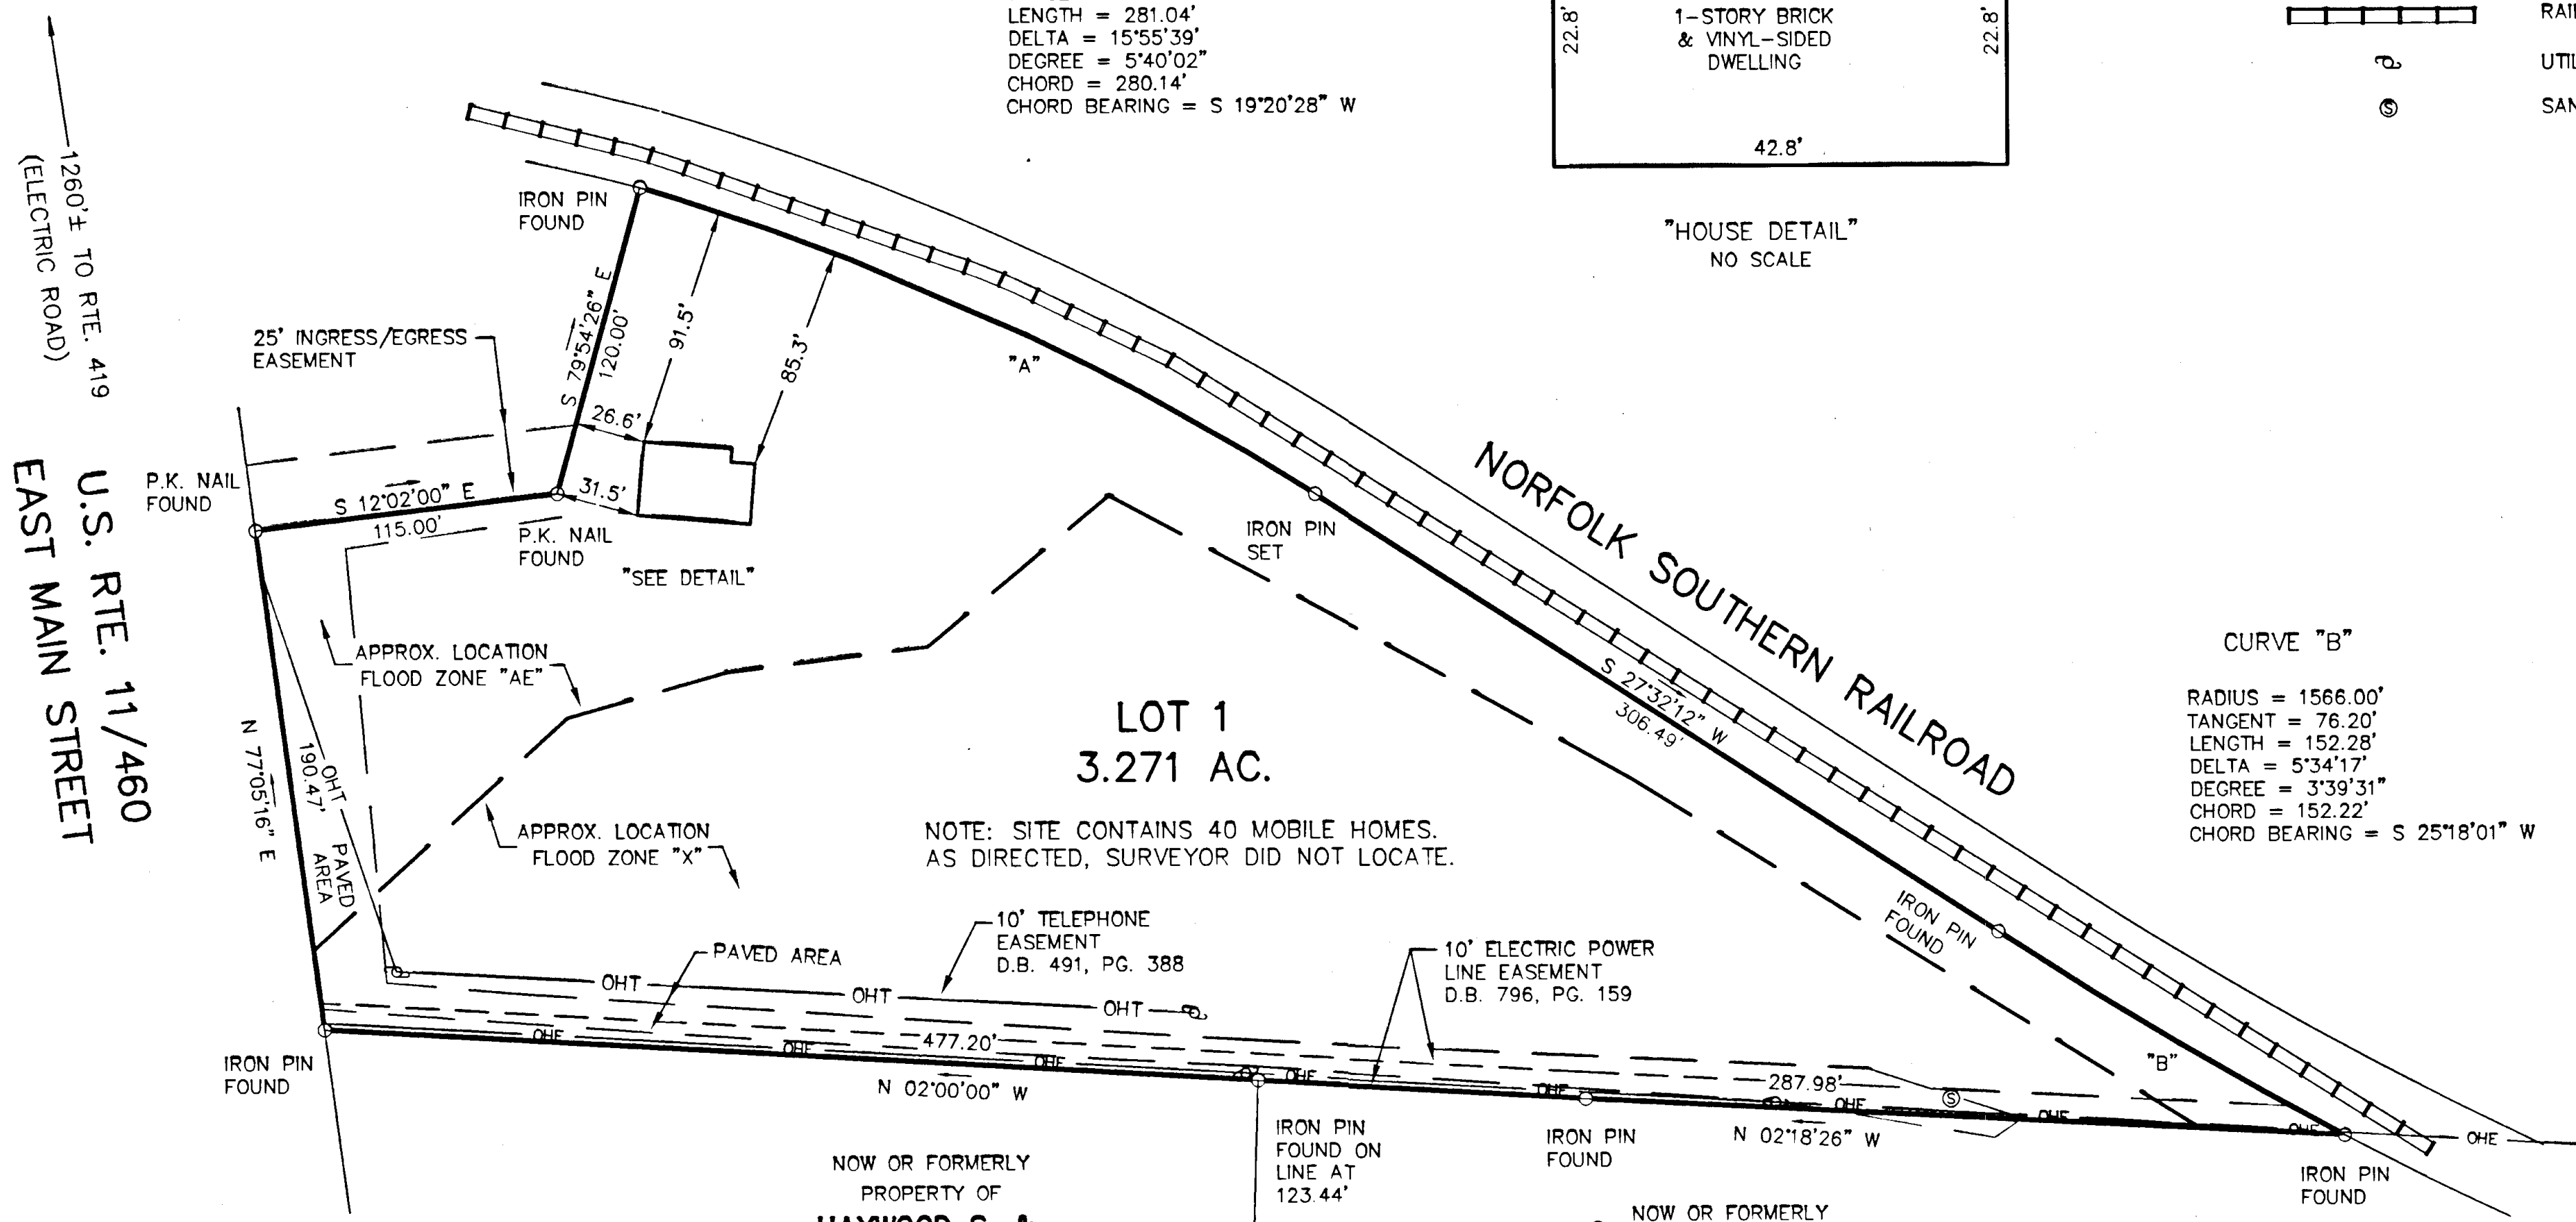 LENGTH = 281.04'
DELTA = 15°55'39'
DEGREE = 5°40'02"
CHORD = 280.14'
CHORD BEARING = S 19°20'28" W
22.8'
1-STORY BRICK
& VINYL-SIDED
DWELLING
22.8'
42.8'
"HOUSE DETAIL"
NO SCALE
1260'± TO RTE. 419
(ELECTRIC ROAD)
U.S. RTE. 11/460
EAST MAIN STREET
IRON PIN
FOUND
S 79°54'26" E
120.00'
91.5'
85.3'
"A"
25' INGRESS/EGRESS
EASEMENT
26.6'
31.5'
P.K. NAIL
FOUND
S 12°02'00" E
115.00'
P.K. NAIL
FOUND
"SEE DETAIL"
IRON PIN
SET
NORFOLK SOUTHERN RAILROAD
S 27°32'12" W
306.49'
APPROX. LOCATION
FLOOD ZONE "AE"
N 77°05'16" E
190.47'
OHT
PAVED
AREA
APPROX. LOCATION
FLOOD ZONE "X"
LOT 1
3.271 AC.
NOTE: SITE CONTAINS 40 MOBILE HOMES.
AS DIRECTED, SURVEYOR DID NOT LOCATE.
CURVE "B"
RADIUS = 1566.00'
TANGENT = 76.20'
LENGTH = 152.28'
DELTA = 5°34'17"
DEGREE = 3°39'31"
CHORD = 152.22'
CHORD BEARING = S 25°18'01" W
IRON PIN
FOUND
10' TELEPHONE
EASEMENT
D.B. 491, PG. 388
PAVED AREA
10' ELECTRIC POWER
LINE EASEMENT
D.B. 796, PG. 159
OHT
OHT
OHT
"B"
IRON PIN
FOUND
OHE
OHE
477.20'
OHE
OHE
OHE
287.98'
OHE
S
OHE
OHE
OHE
N 02°00'00" W
N 02°18'26" W
IRON PIN
FOUND ON
LINE AT
123.44'
IRON PIN
FOUND
IRON PIN
FOUND
NOW OR FORMERLY
PROPERTY OF
HAYWOOD S. &
NOW OR FORMERLY
S